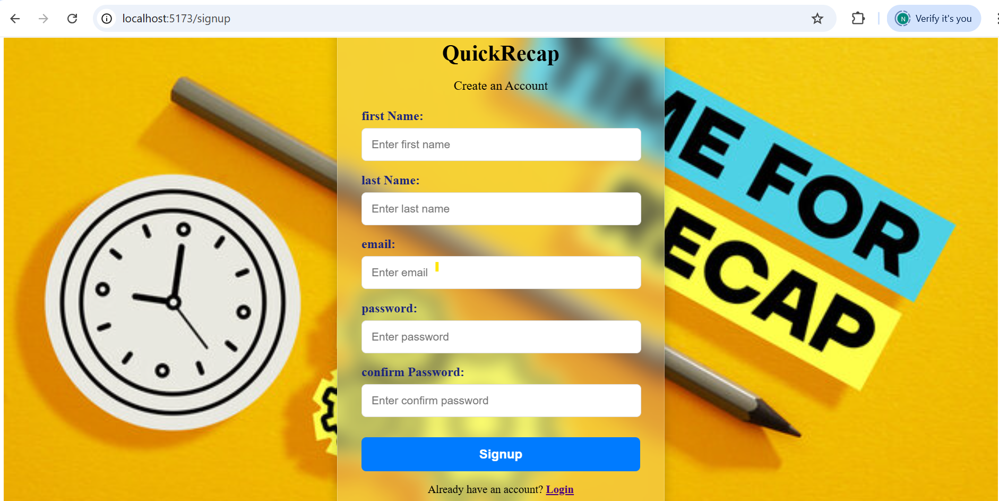 localhost:5173/signup
N
Verify it's you
QuickRecap
Create an Account
first Name:
Enter first name
last Name:
Enter last name
email:
Enter email
password:
Enter password
confirm Password:
Enter confirm password
Signup
Already have an account? Login
ME FOR
ECAP